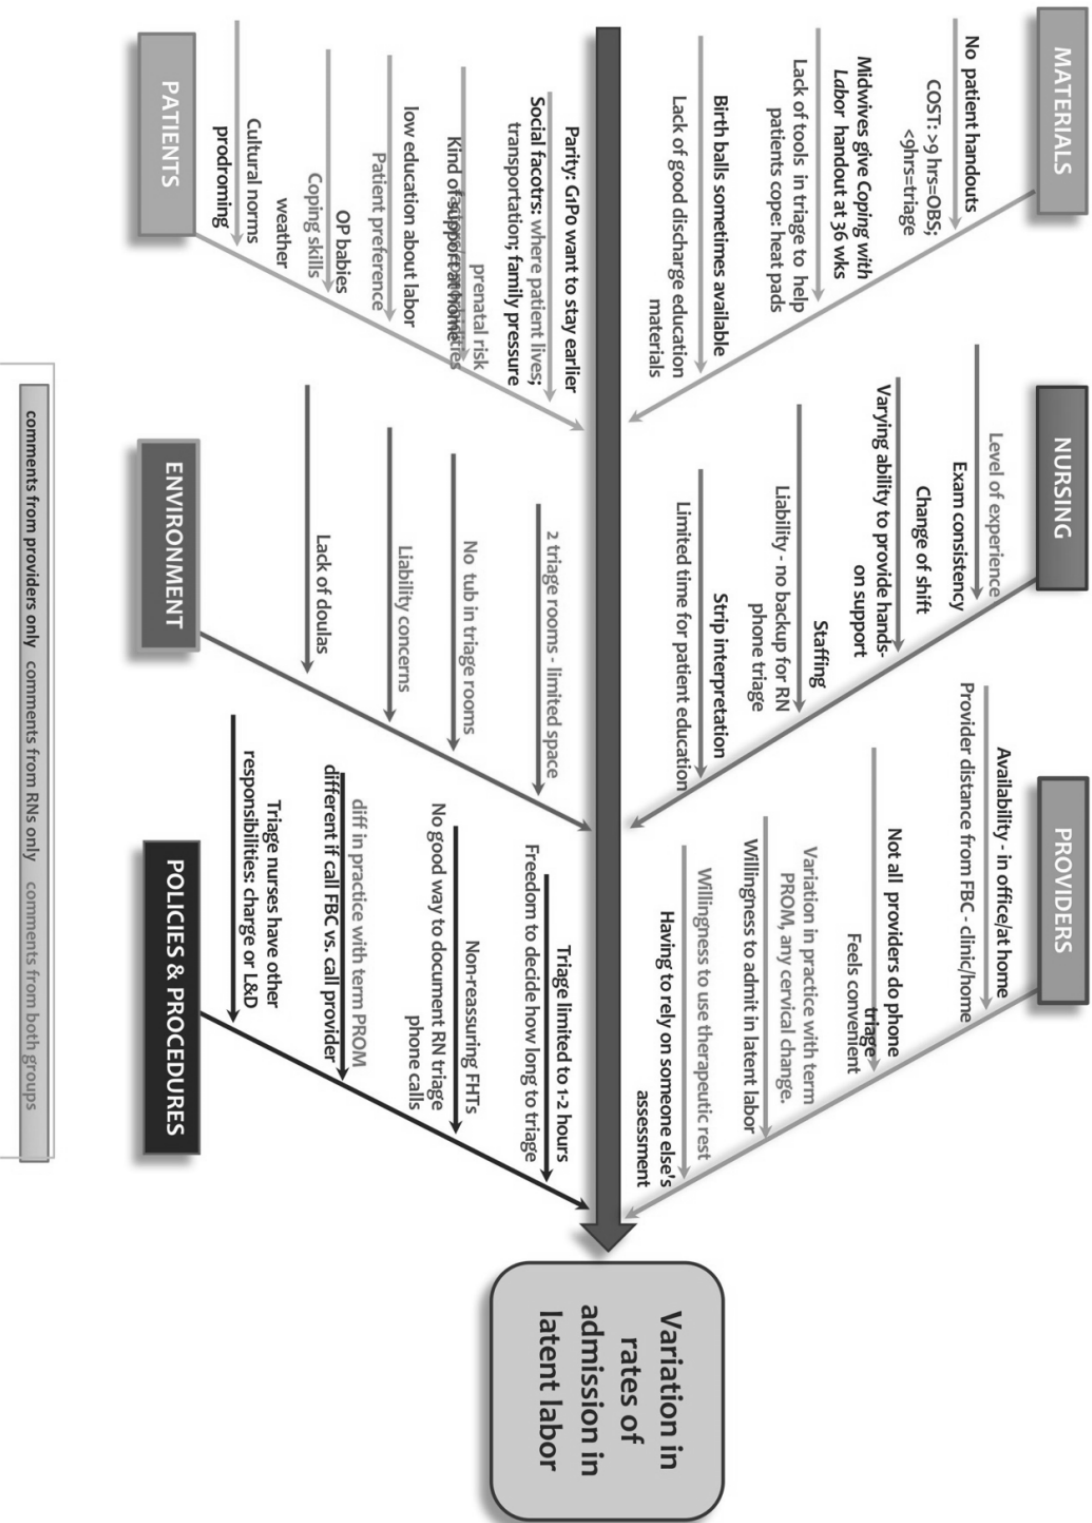 MATERIALS
No patient handouts
COST: >9 hrs=OBS;
<9hrs=triage
Midwives give Coping with
Labor handout at 36 wks
Lack of tools in triage to help
patients cope: heat pads
Birth balls sometimes available
Lack of good discharge education
materials
NURSING
Level of experience
Exam consistency
Change of shift
Varying ability to provide hands-
on support
Staffing
Liability - no backup for RN
phone triage
Strip interpretation
Limited time for patient education
PROVIDERS
Availability - in office/at home
Provider distance from FBC - clinic/home
Not all providers do phone
triage
Feels convenient
Variation in practice with term
PROM, any cervical change.
Willingness to admit in latent labor
Willingness to use therapeutic rest
Having to rely on someone else's
assessment
Variation in
rates of
admission in
latent labor
Parity: G1P0 want to stay earlier
Social facotrs: where patient lives;
transportation; family pressure
prenatal risk
Kind of support at home
low education about labor
Patient preference
OP babies
Coping skills
weather
Cultural norms
prodroming
PATIENTS
2 triage rooms - limited space
No tub in triage rooms
Liability concerns
Lack of doulas
ENVIRONMENT
Triage limited to 1-2 hours
Freedom to decide how long to triage
Non-reassuring FHTs
No good way to document RN triage
phone calls
diff in practice with term PROM
different if call FBC vs. call provider
Triage nurses have other
responsibilities: charge or L&D
POLICIES & PROCEDURES
comments from providers only comments from RNs only comments from both groups